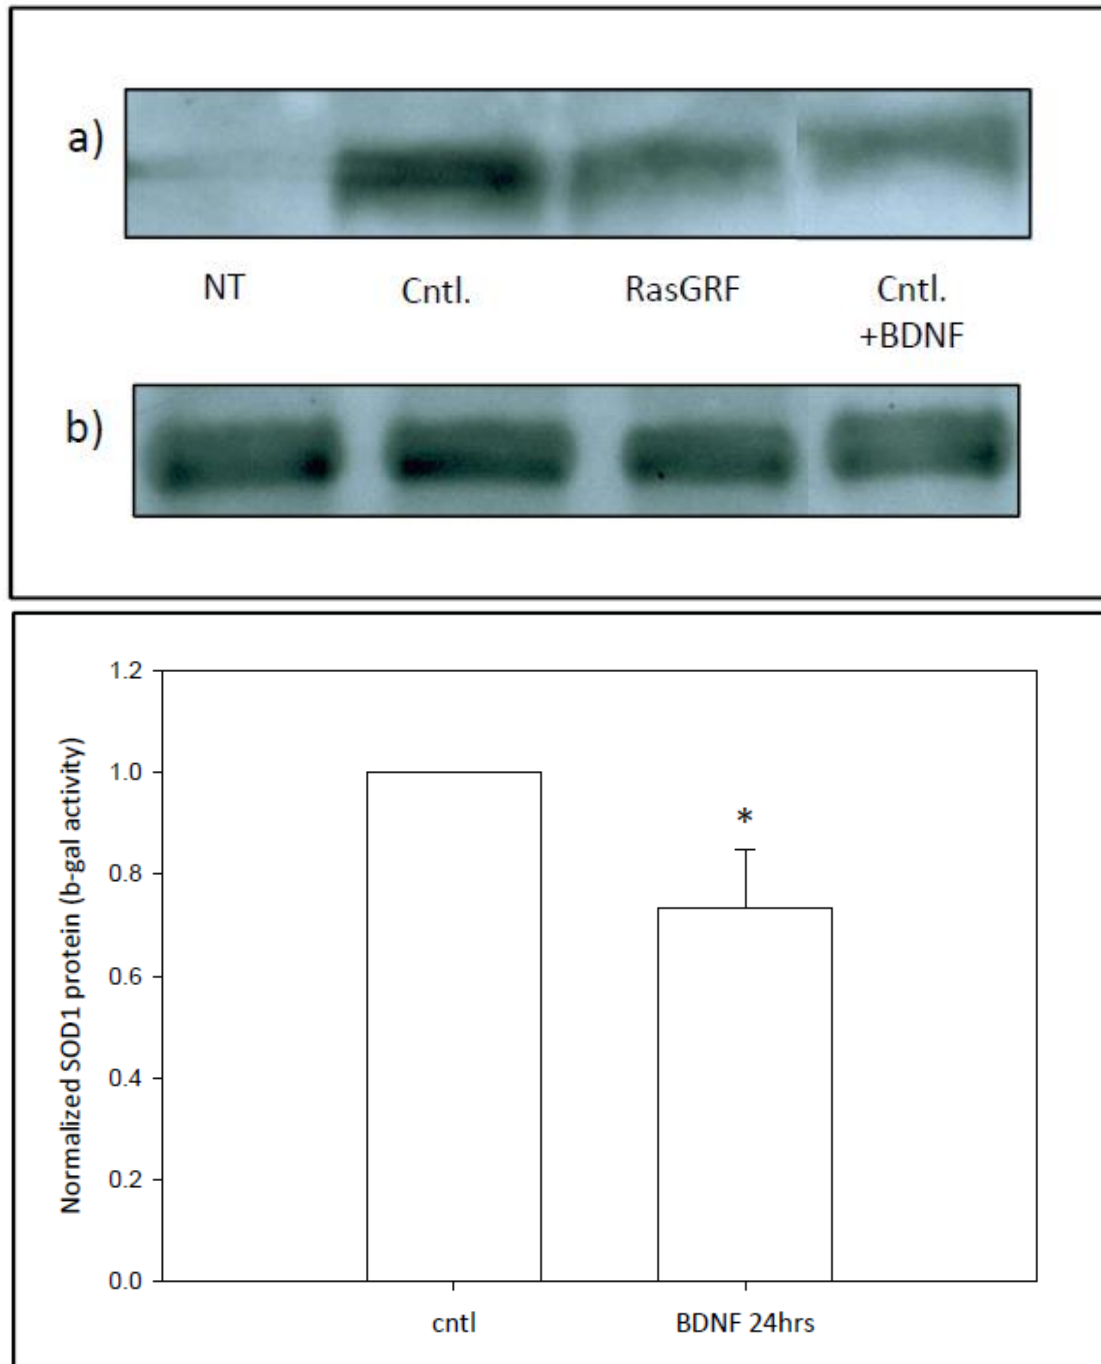 a)
NT Cntl. RasGRF Cntl.
+BDNF
b)
Normalized SOD1 protein (b-gal activity)
1.2
1.0
0.8
0.6
0.4
0.2
0.0
*
cntl BDNF 24hrs